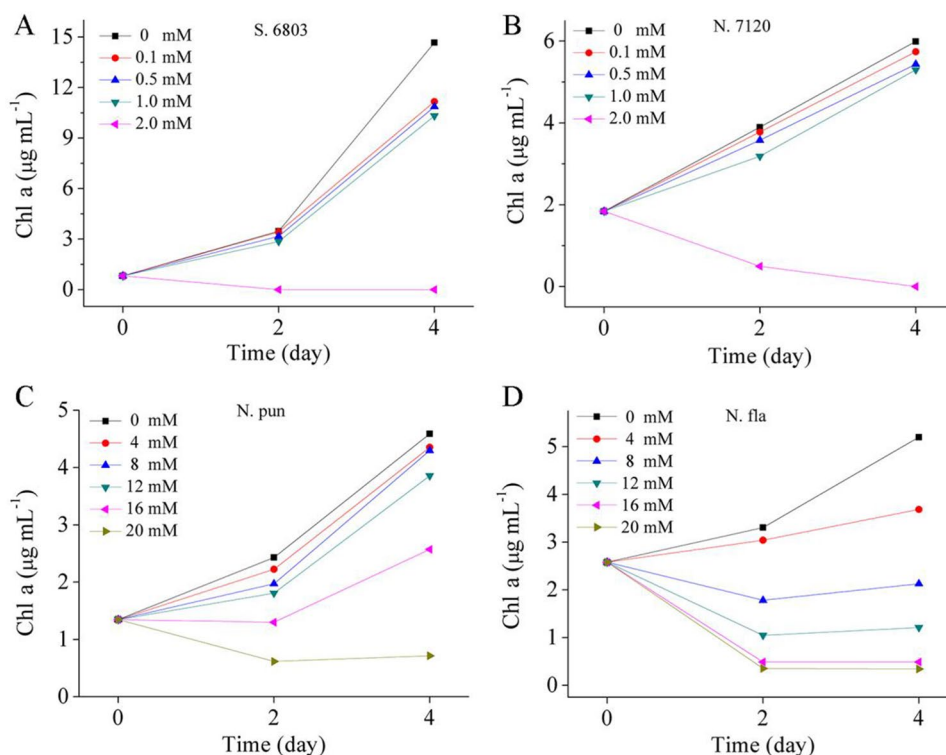 A
S. 6803
0 mM
0.1 mM
0.5 mM
1.0 mM
2.0 mM
Chl a (µg mL⁻¹)
15
12
9
6
3
0
0 2 4
Time (day)
B
N. 7120
0 mM
0.1 mM
0.5 mM
1.0 mM
2.0 mM
Chl a (µg mL⁻¹)
6
4
2
0
0 2 4
Time (day)
C
N. pun
0 mM
4 mM
8 mM
12 mM
16 mM
20 mM
Chl a (µg mL⁻¹)
5
4
3
2
1
0
0 2 4
Time (day)
D
N. fla
0 mM
4 mM
8 mM
12 mM
16 mM
20 mM
Chl a (µg mL⁻¹)
5
4
3
2
1
0
0 2 4
Time (day)